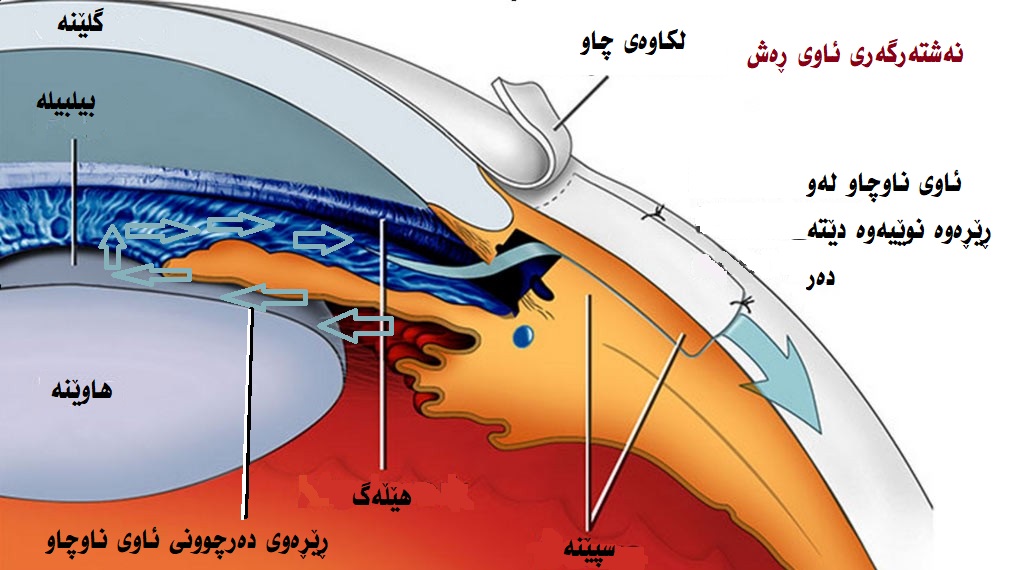 گلێنە
لکاوەی چاو
نەشتەرگەری ئاوی ڕەش
بیلبیلە
ئاوی ناوچاو لەو
ڕێڕەوە نوێیەوە دێتە
دەر
هاوێنە
هێڵەگ
ڕێڕەوی دەرچوونی ئاوی ناوچاو
سپێنە